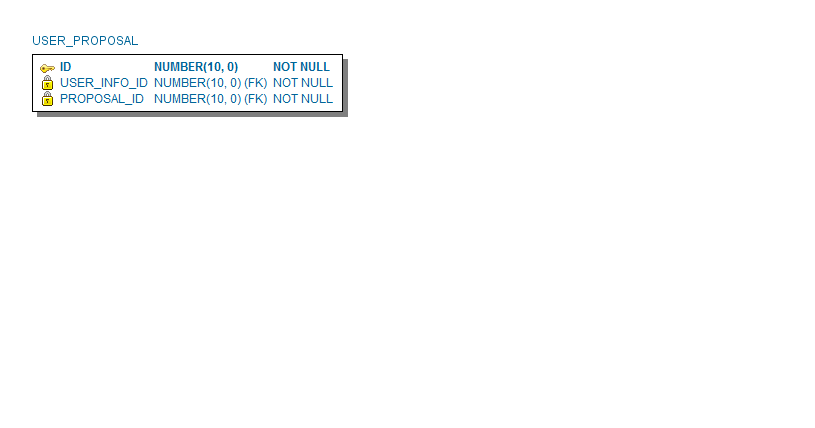 USER_PROPOSAL
ID NUMBER(10, 0) NOT NULL
USER_INFO_ID NUMBER(10, 0) (FK) NOT NULL
PROPOSAL_ID NUMBER(10, 0) (FK) NOT NULL